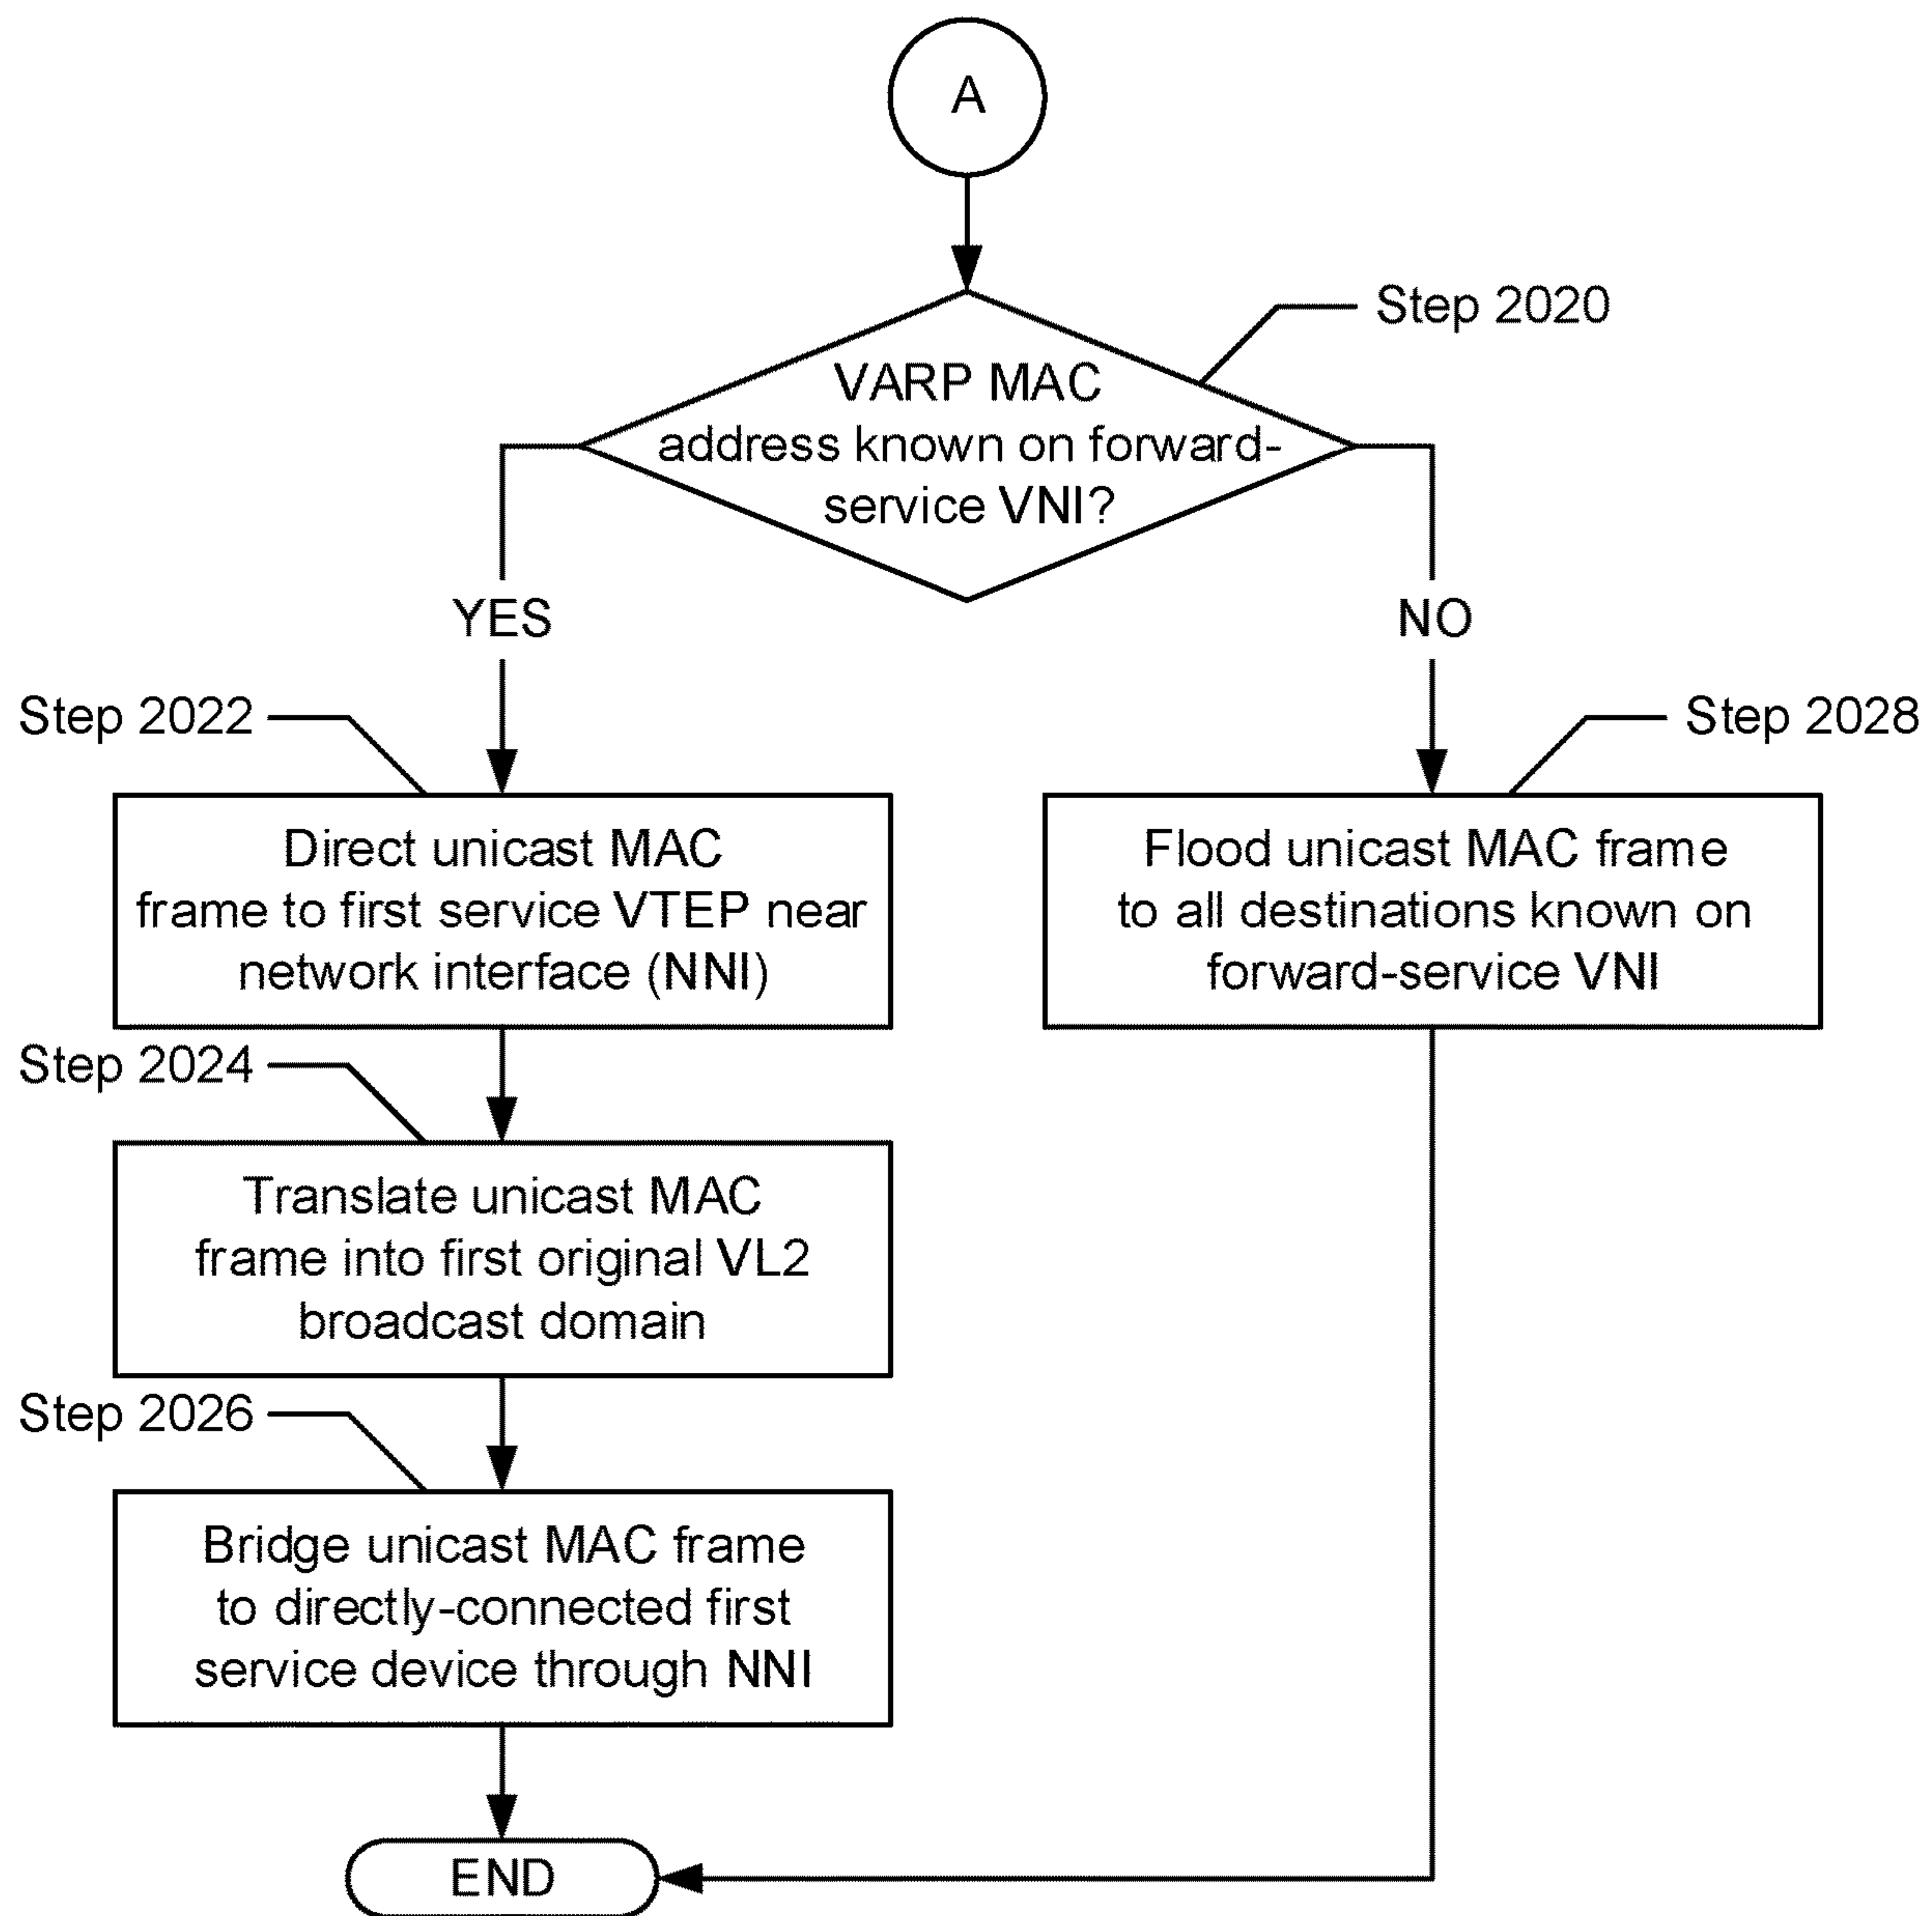 A
Step 2020
VARP MAC
address known on forward-
service VNI?
YES
NO
Step 2022
Step 2028
Direct unicast MAC
frame to first service VTEP near
network interface (NNI)
Flood unicast MAC frame
to all destinations known on
forward-service VNI
Step 2024
Translate unicast MAC
frame into first original VL2
broadcast domain
Step 2026
Bridge unicast MAC frame
to directly-connected first
service device through NNI
END